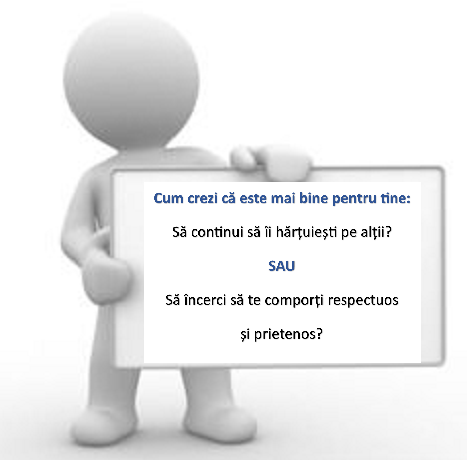 Cum crezi că este mai bine pentru tine:
Să continui să îi hărțuiești pe alții?
SAU
Să încerci să te comporți respectuos
și prietenos?